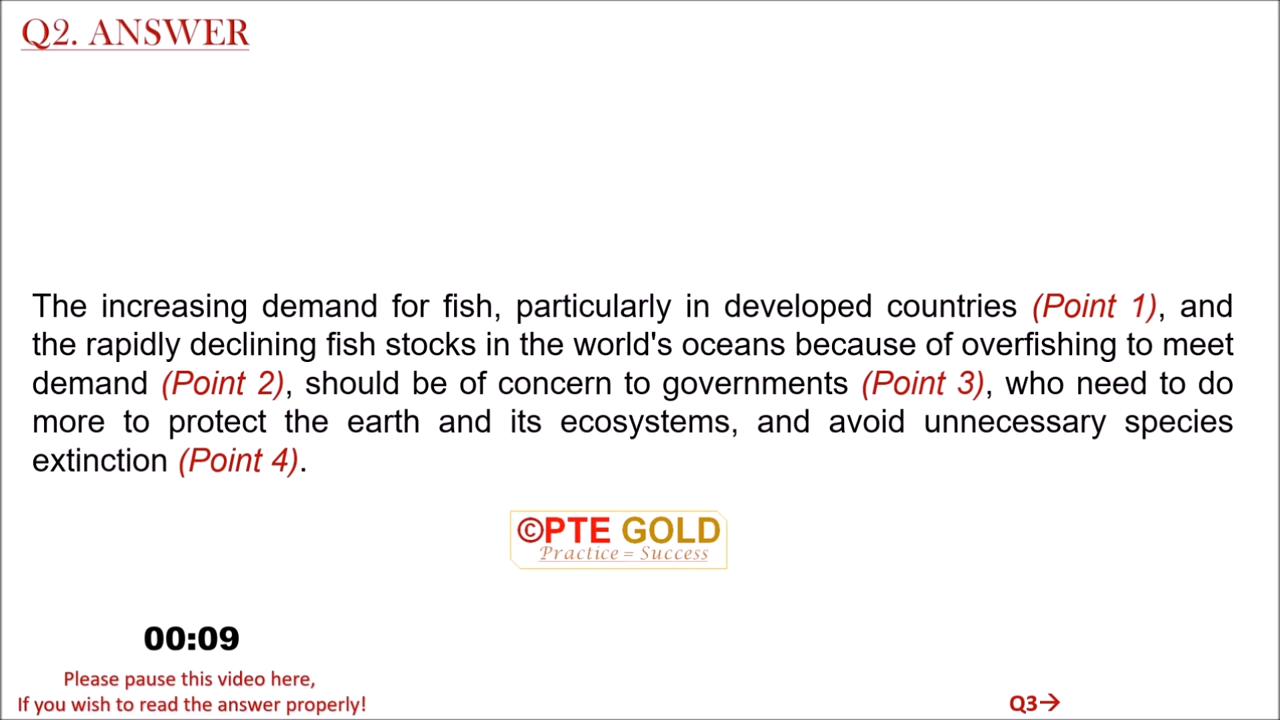 Q2. ANSWER
The increasing demand for fish, particularly in developed countries (Point 1), and
the rapidly declining fish stocks in the world's oceans because of overfishing to meet
demand (Point 2), should be of concern to governments (Point 3), who need to do
more to protect the earth and its ecosystems, and avoid unnecessary species
extinction (Point 4).
©PTE GOLD
Practice = Success
00:09
Please pause this video here,
If you wish to read the answer properly!
Q3→